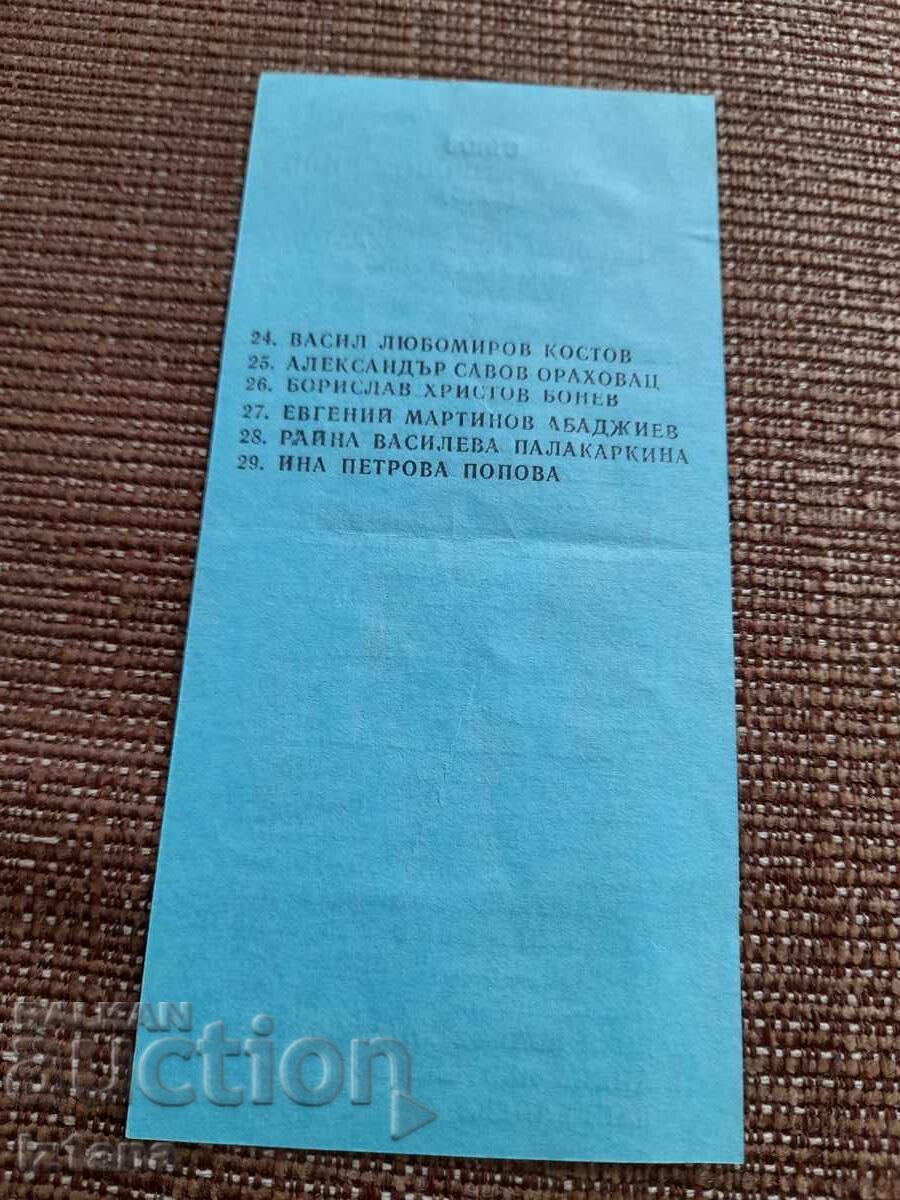 24. ВАСИЛ ЛЮБОМИРОВ КОСТОВ
25. АЛЕКСАНДЪР САВОВ ОРАХОВАЦ
26. БОРИСЛАВ ХРИСТОВ БОНЕВ
27. ЕВГЕНИЙ МАРТИНОВ АБАДЖИЕВ
28. РАЙНА ВАСИЛЕВА ПАЛАКАРКИНА
29. ИНА ПЕТРОВА ПОПОВА
BALKAN
auction
iztana